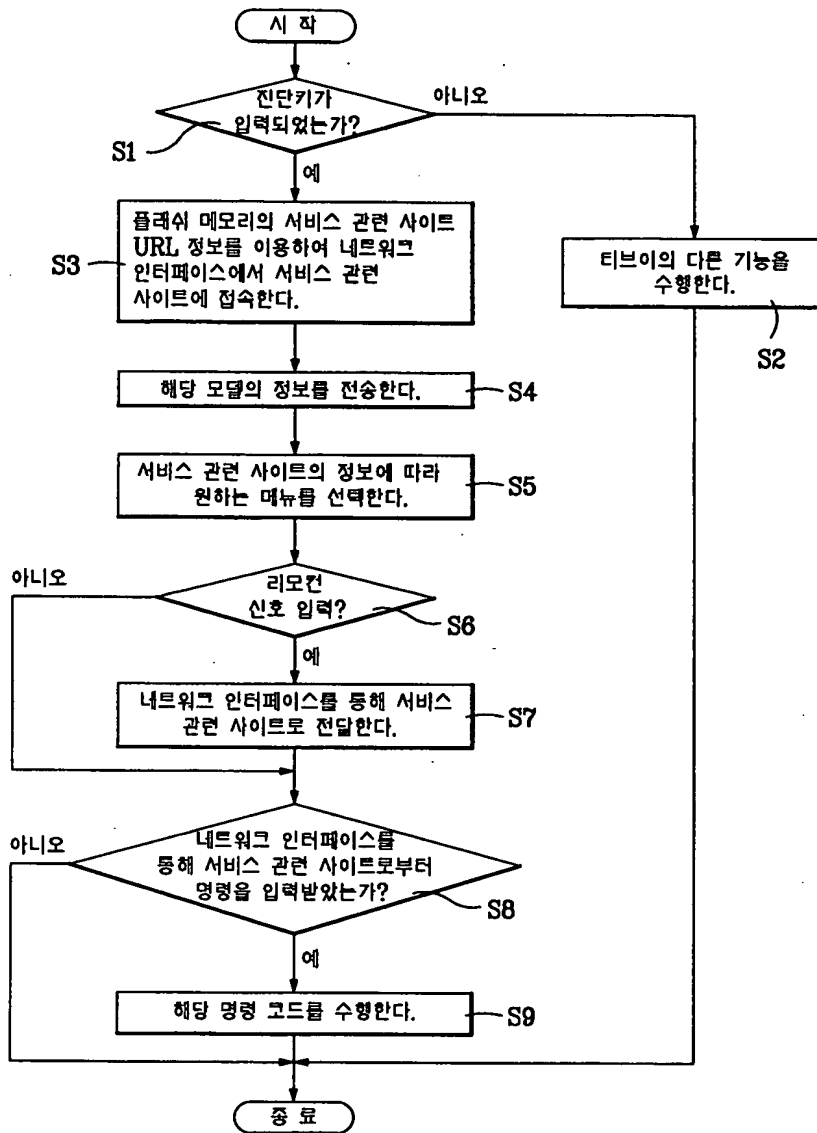 시 작
진단키가
입력되었는가?
아니오
S1
예
플래쉬 메모리의 서비스 관련 사이트
URL 정보를 이용하여 네트워크
인터페이스에서 서비스 관련
사이트에 접속한다.
S3
티브이의 다른 기능을
수행한다.
S2
해당 모델의 정보를 전송한다.
S4
서비스 관련 사이트의 정보에 따라
원하는 메뉴를 선택한다.
S5
아니오
리모컨
신호 입력?
S6
예
네트워크 인터페이스를 통해 서비스
관련 사이트로 전달한다.
S7
아니오
네트워크 인터페이스를
통해 서비스 관련 사이트로부터
명령을 입력받았는가?
S8
예
해당 명령 코드를 수행한다.
S9
종 료